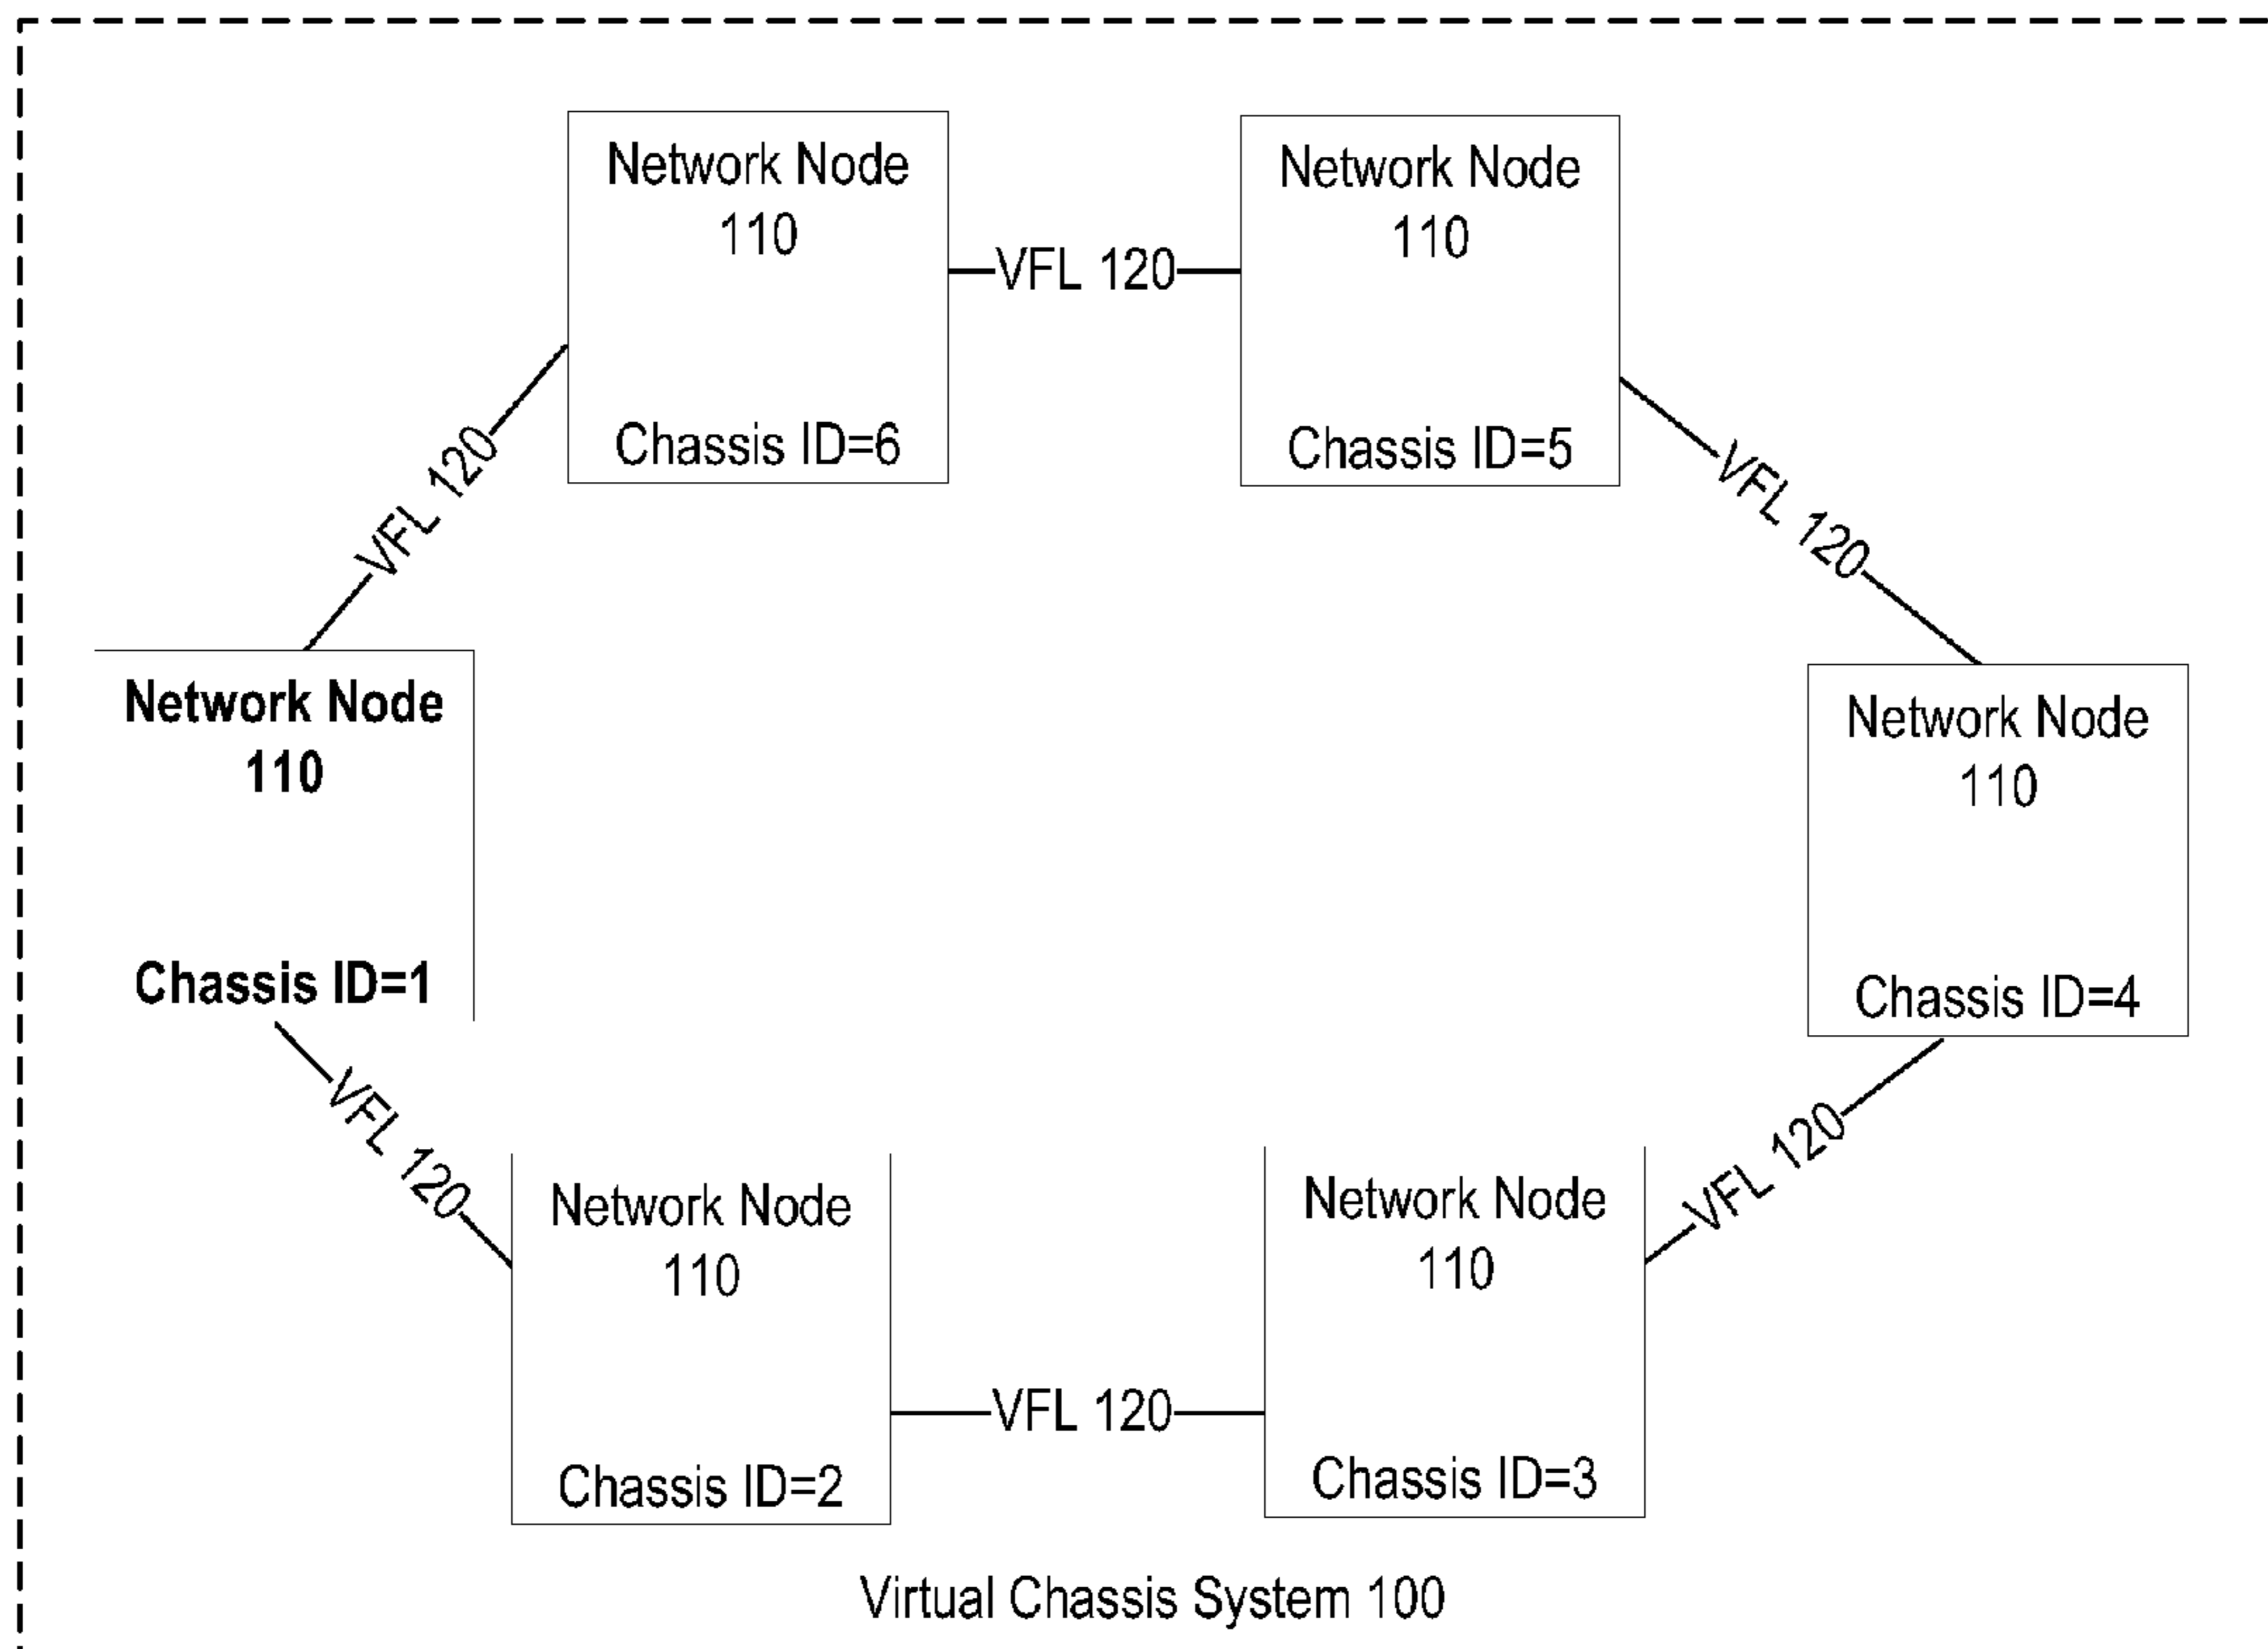 Network Node
110
Chassis ID=6
VFL 120
Network Node
110
Chassis ID=5
VFL 120
VFL 120
Network Node
110
Chassis ID=1
Network Node
110
Chassis ID=4
VFL 120
Network Node
110
Chassis ID=2
VFL 120
Network Node
110
Chassis ID=3
VFL 120
Virtual Chassis System 100